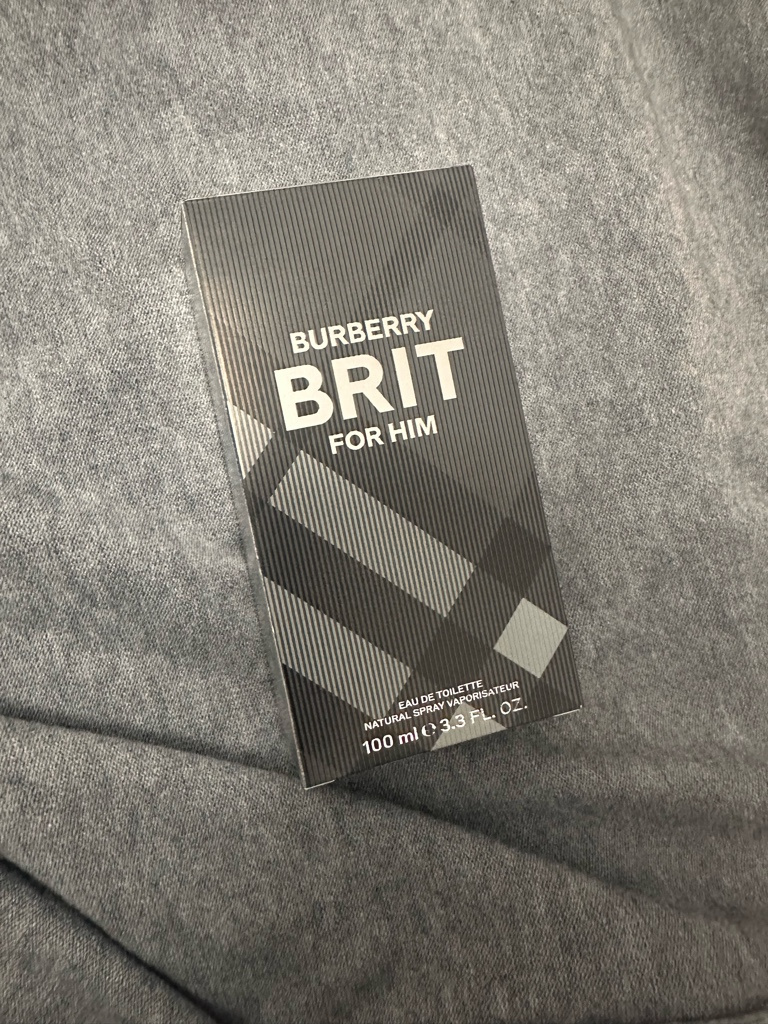 BURBERRY
BRIT
FOR HIM
EAU DE TOILETTE
NATURAL SPRAY VAPORISATEUR
100 ml ℮ 3.3 FL. OZ.